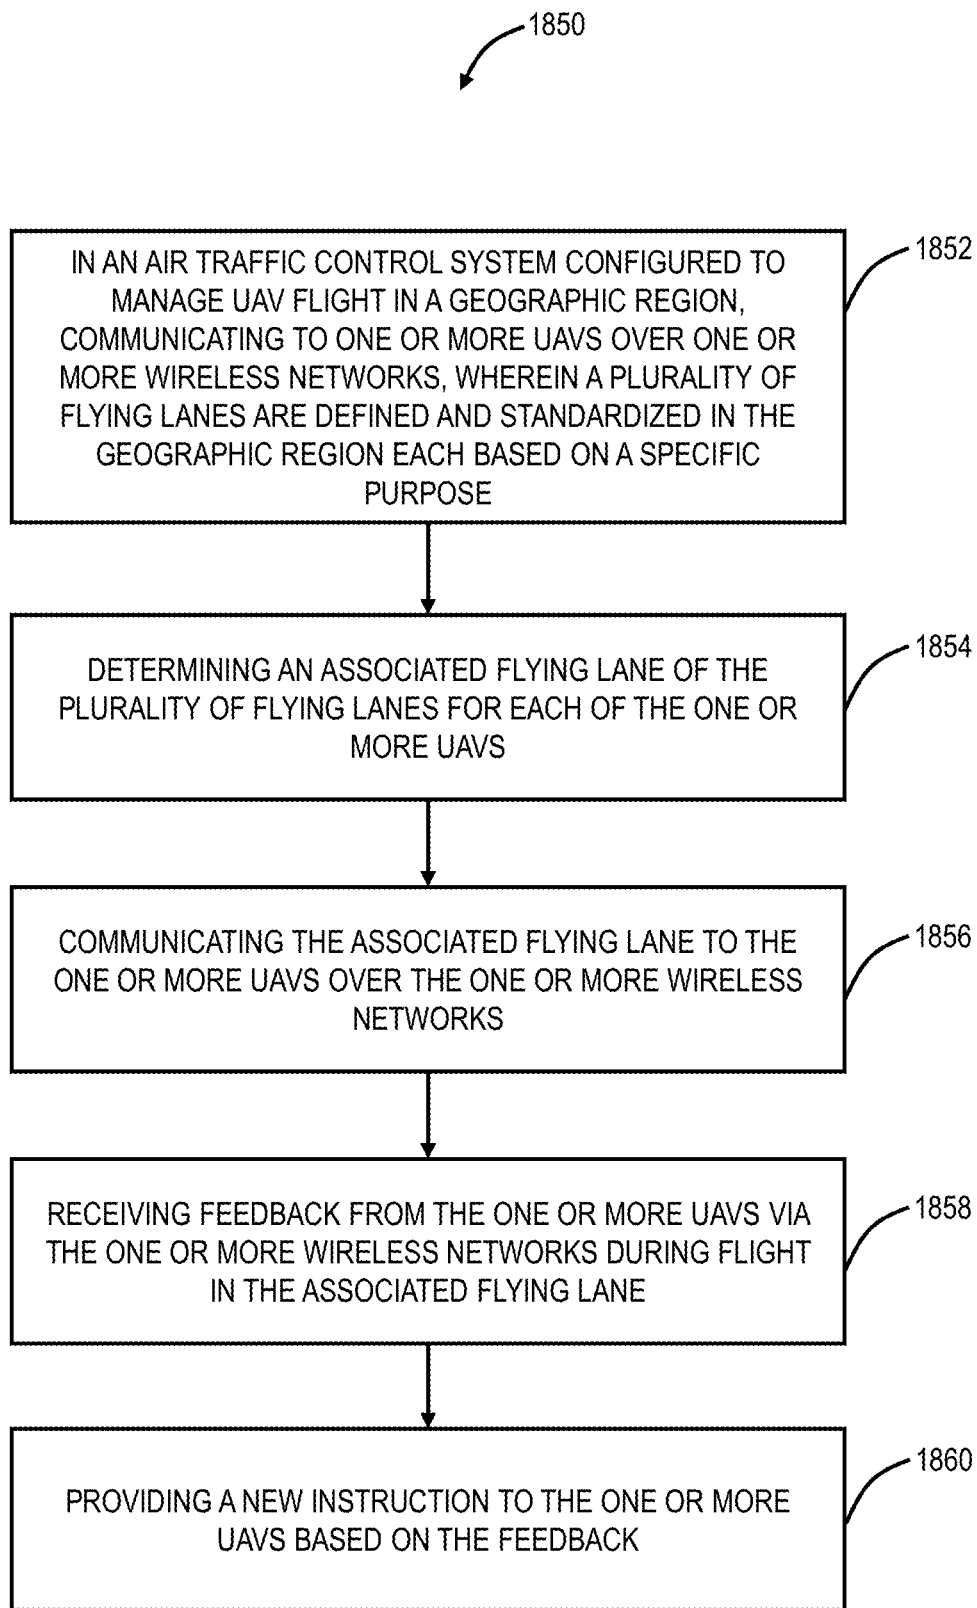 1850
IN AN AIR TRAFFIC CONTROL SYSTEM CONFIGURED TO
MANAGE UAV FLIGHT IN A GEOGRAPHIC REGION,
COMMUNICATING TO ONE OR MORE UAVS OVER ONE OR
MORE WIRELESS NETWORKS, WHEREIN A PLURALITY OF
FLYING LANES ARE DEFINED AND STANDARDIZED IN THE
GEOGRAPHIC REGION EACH BASED ON A SPECIFIC
PURPOSE
1852
DETERMINING AN ASSOCIATED FLYING LANE OF THE
PLURALITY OF FLYING LANES FOR EACH OF THE ONE OR
MORE UAVS
1854
COMMUNICATING THE ASSOCIATED FLYING LANE TO THE
ONE OR MORE UAVS OVER THE ONE OR MORE WIRELESS
NETWORKS
1856
RECEIVING FEEDBACK FROM THE ONE OR MORE UAVS VIA
THE ONE OR MORE WIRELESS NETWORKS DURING FLIGHT
IN THE ASSOCIATED FLYING LANE
1858
PROVIDING A NEW INSTRUCTION TO THE ONE OR MORE
UAVS BASED ON THE FEEDBACK
1860